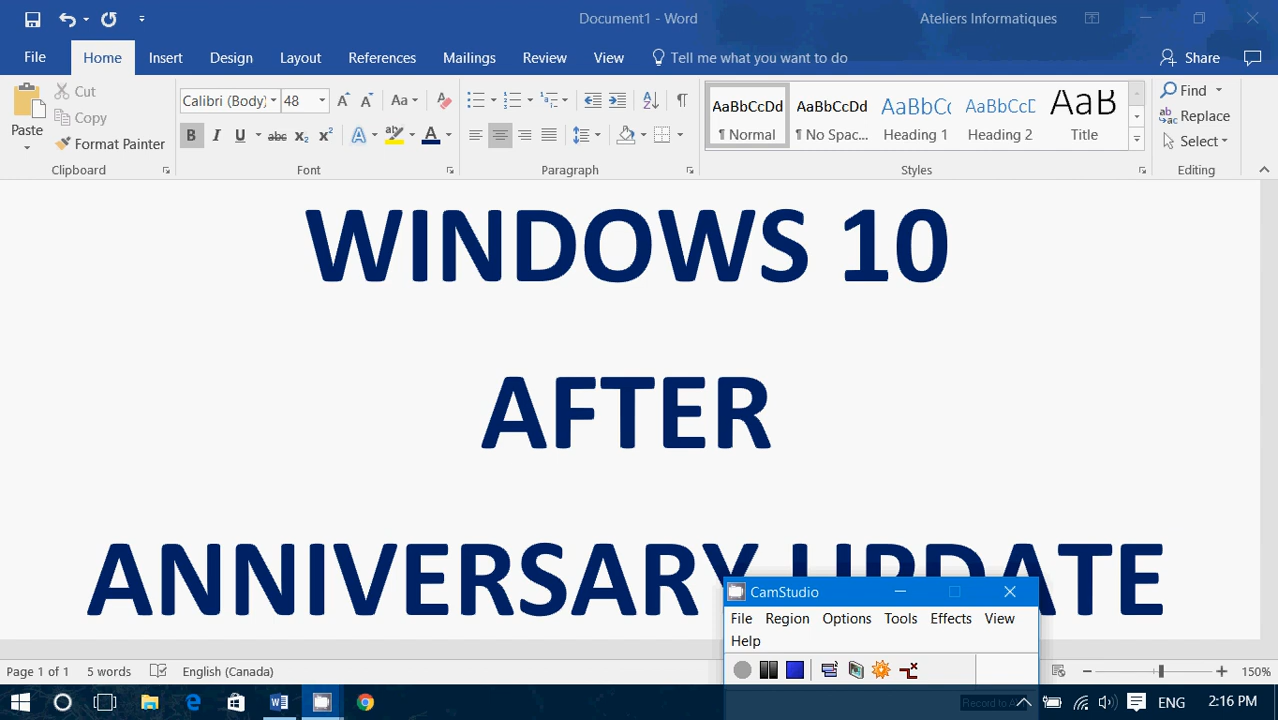 Document1 - Word
Ateliers Informatiques
File Home Insert Design Layout References Mailings Review View Tell me what you want to do Share
Paste
Cut
Copy
Format Painter
Clipboard
Calibri (Body) 48
Font
Paragraph
AaBbCcDd AaBbCcDd AaBbCc AaBbCcD AaB
¶ Normal ¶ No Spac... Heading 1 Heading 2 Title
Styles
Find
Replace
Select
Editing
WINDOWS 10
AFTER
ANNIVERSARY UPDATE
CamStudio
File Region Options Tools Effects View
Help
Page 1 of 1 5 words English (Canada) 150%
ENG 2:16 PM